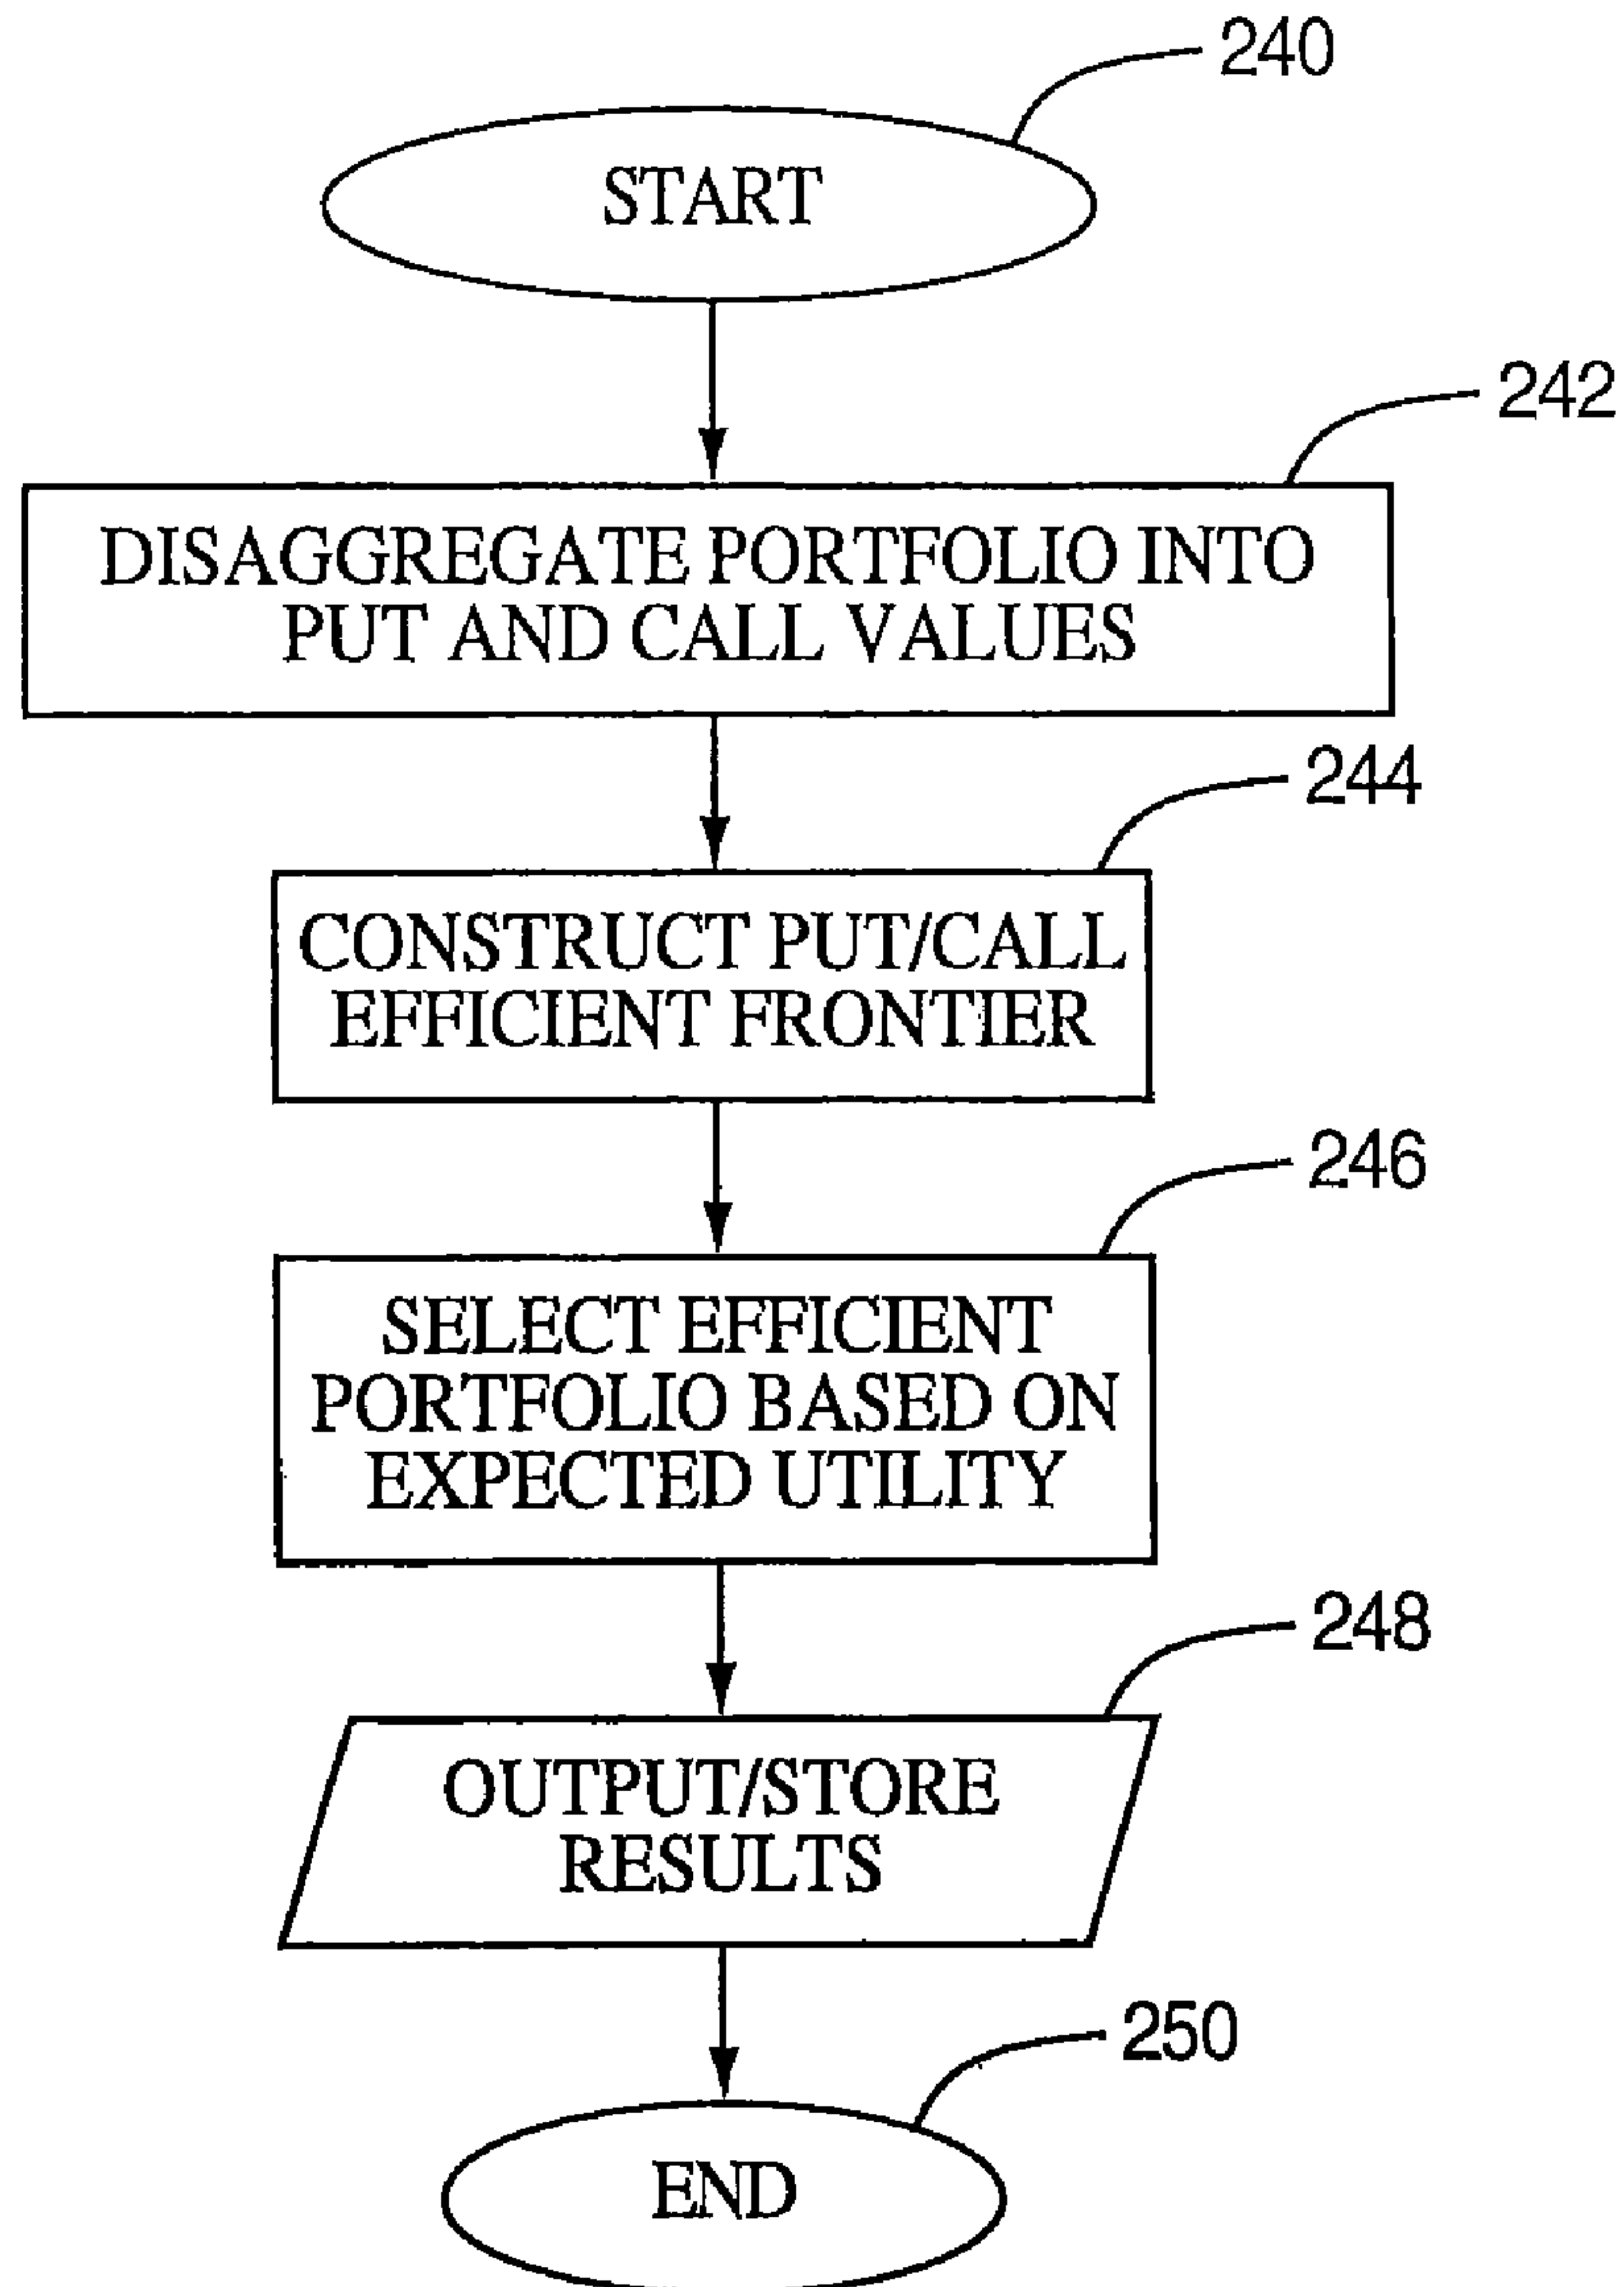 240
START
242
DISAGGREGATE PORTFOLIO INTO
PUT AND CALL VALUES
244
CONSTRUCT PUT/CALL
EFFICIENT FRONTIER
246
SELECT EFFICIENT
PORTFOLIO BASED ON
EXPECTED UTILITY
248
OUTPUT/STORE
RESULTS
250
END